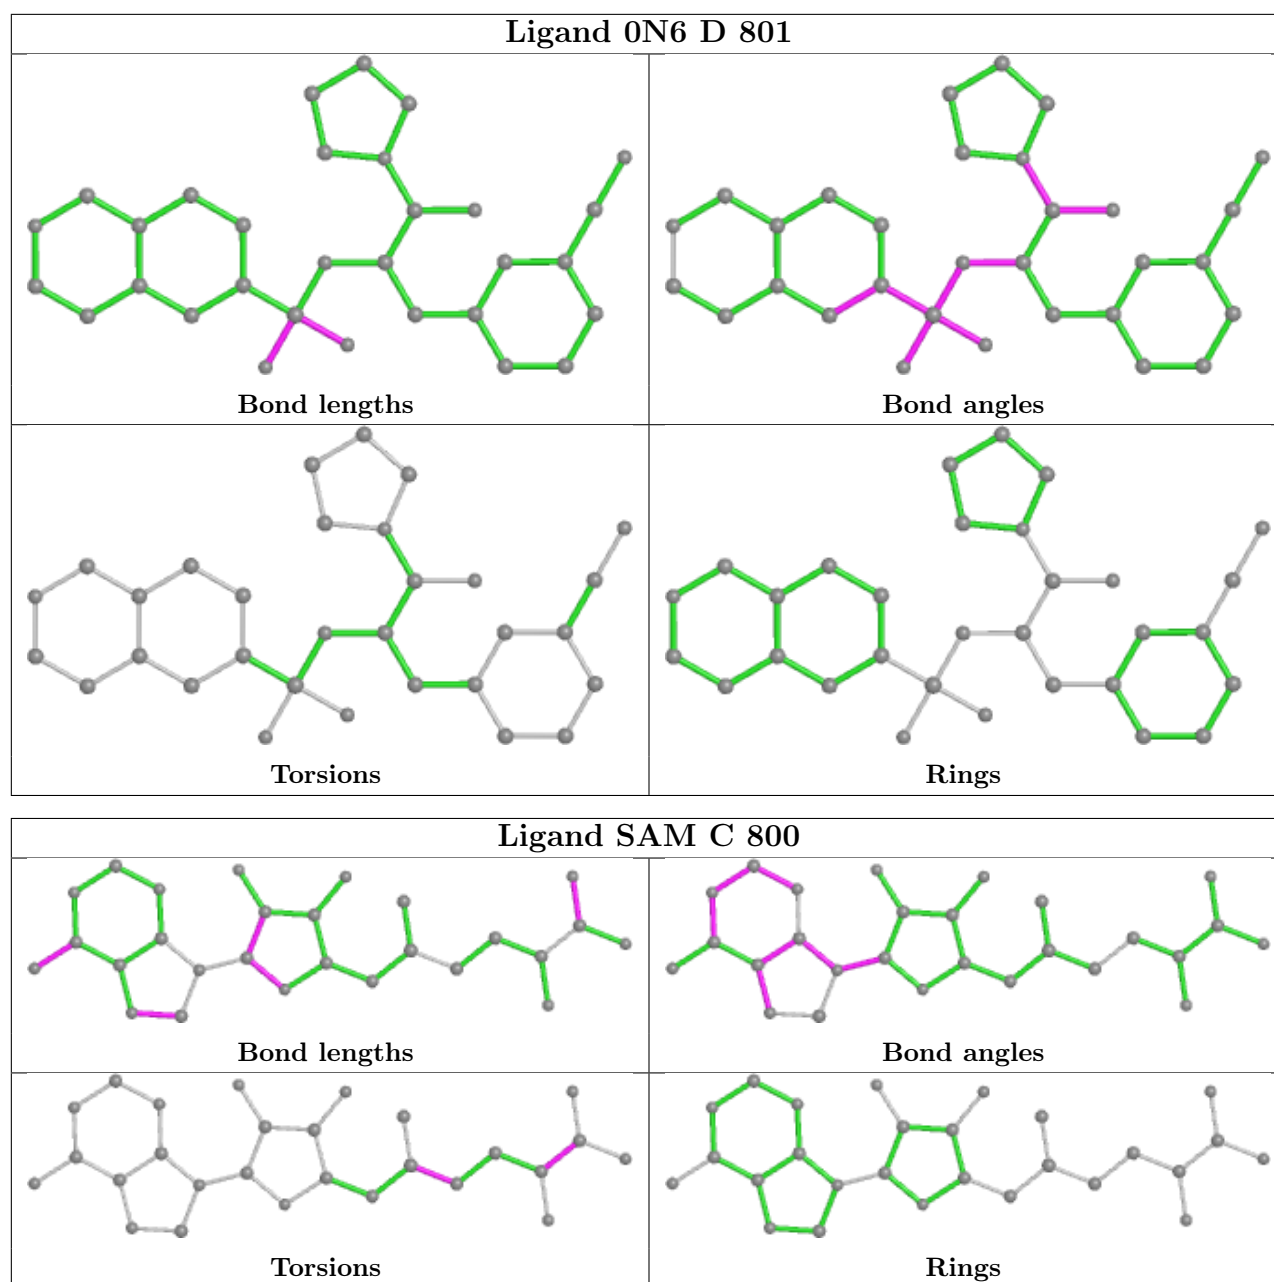 Ligand 0N6 D 801
Bond lengths
Bond angles
Torsions
Rings
Ligand SAM C 800
Bond lengths
Bond angles
Torsions
Rings